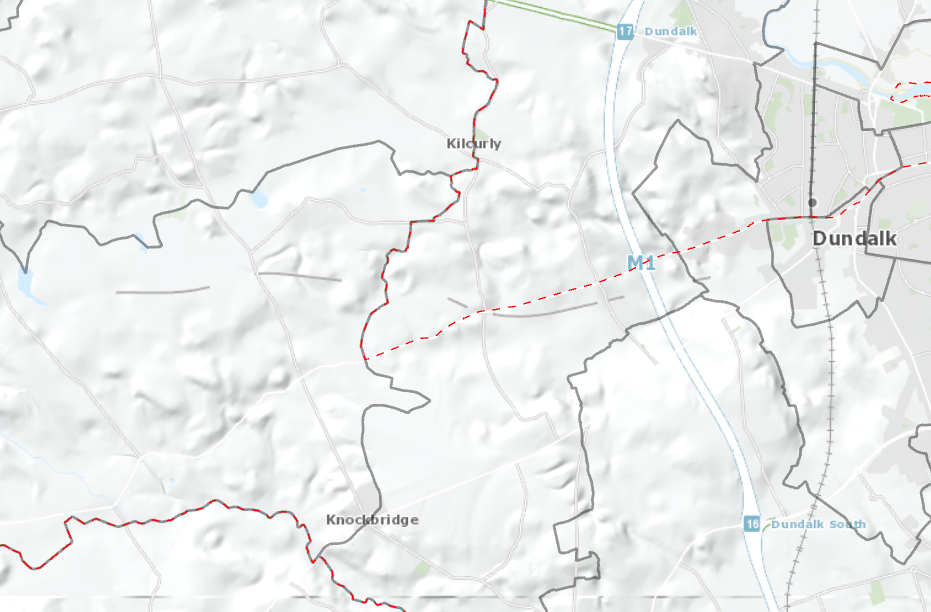 17 Dundalk
Kilcurly
Dundalk
M1
Knockbridge
16 Dundalk South